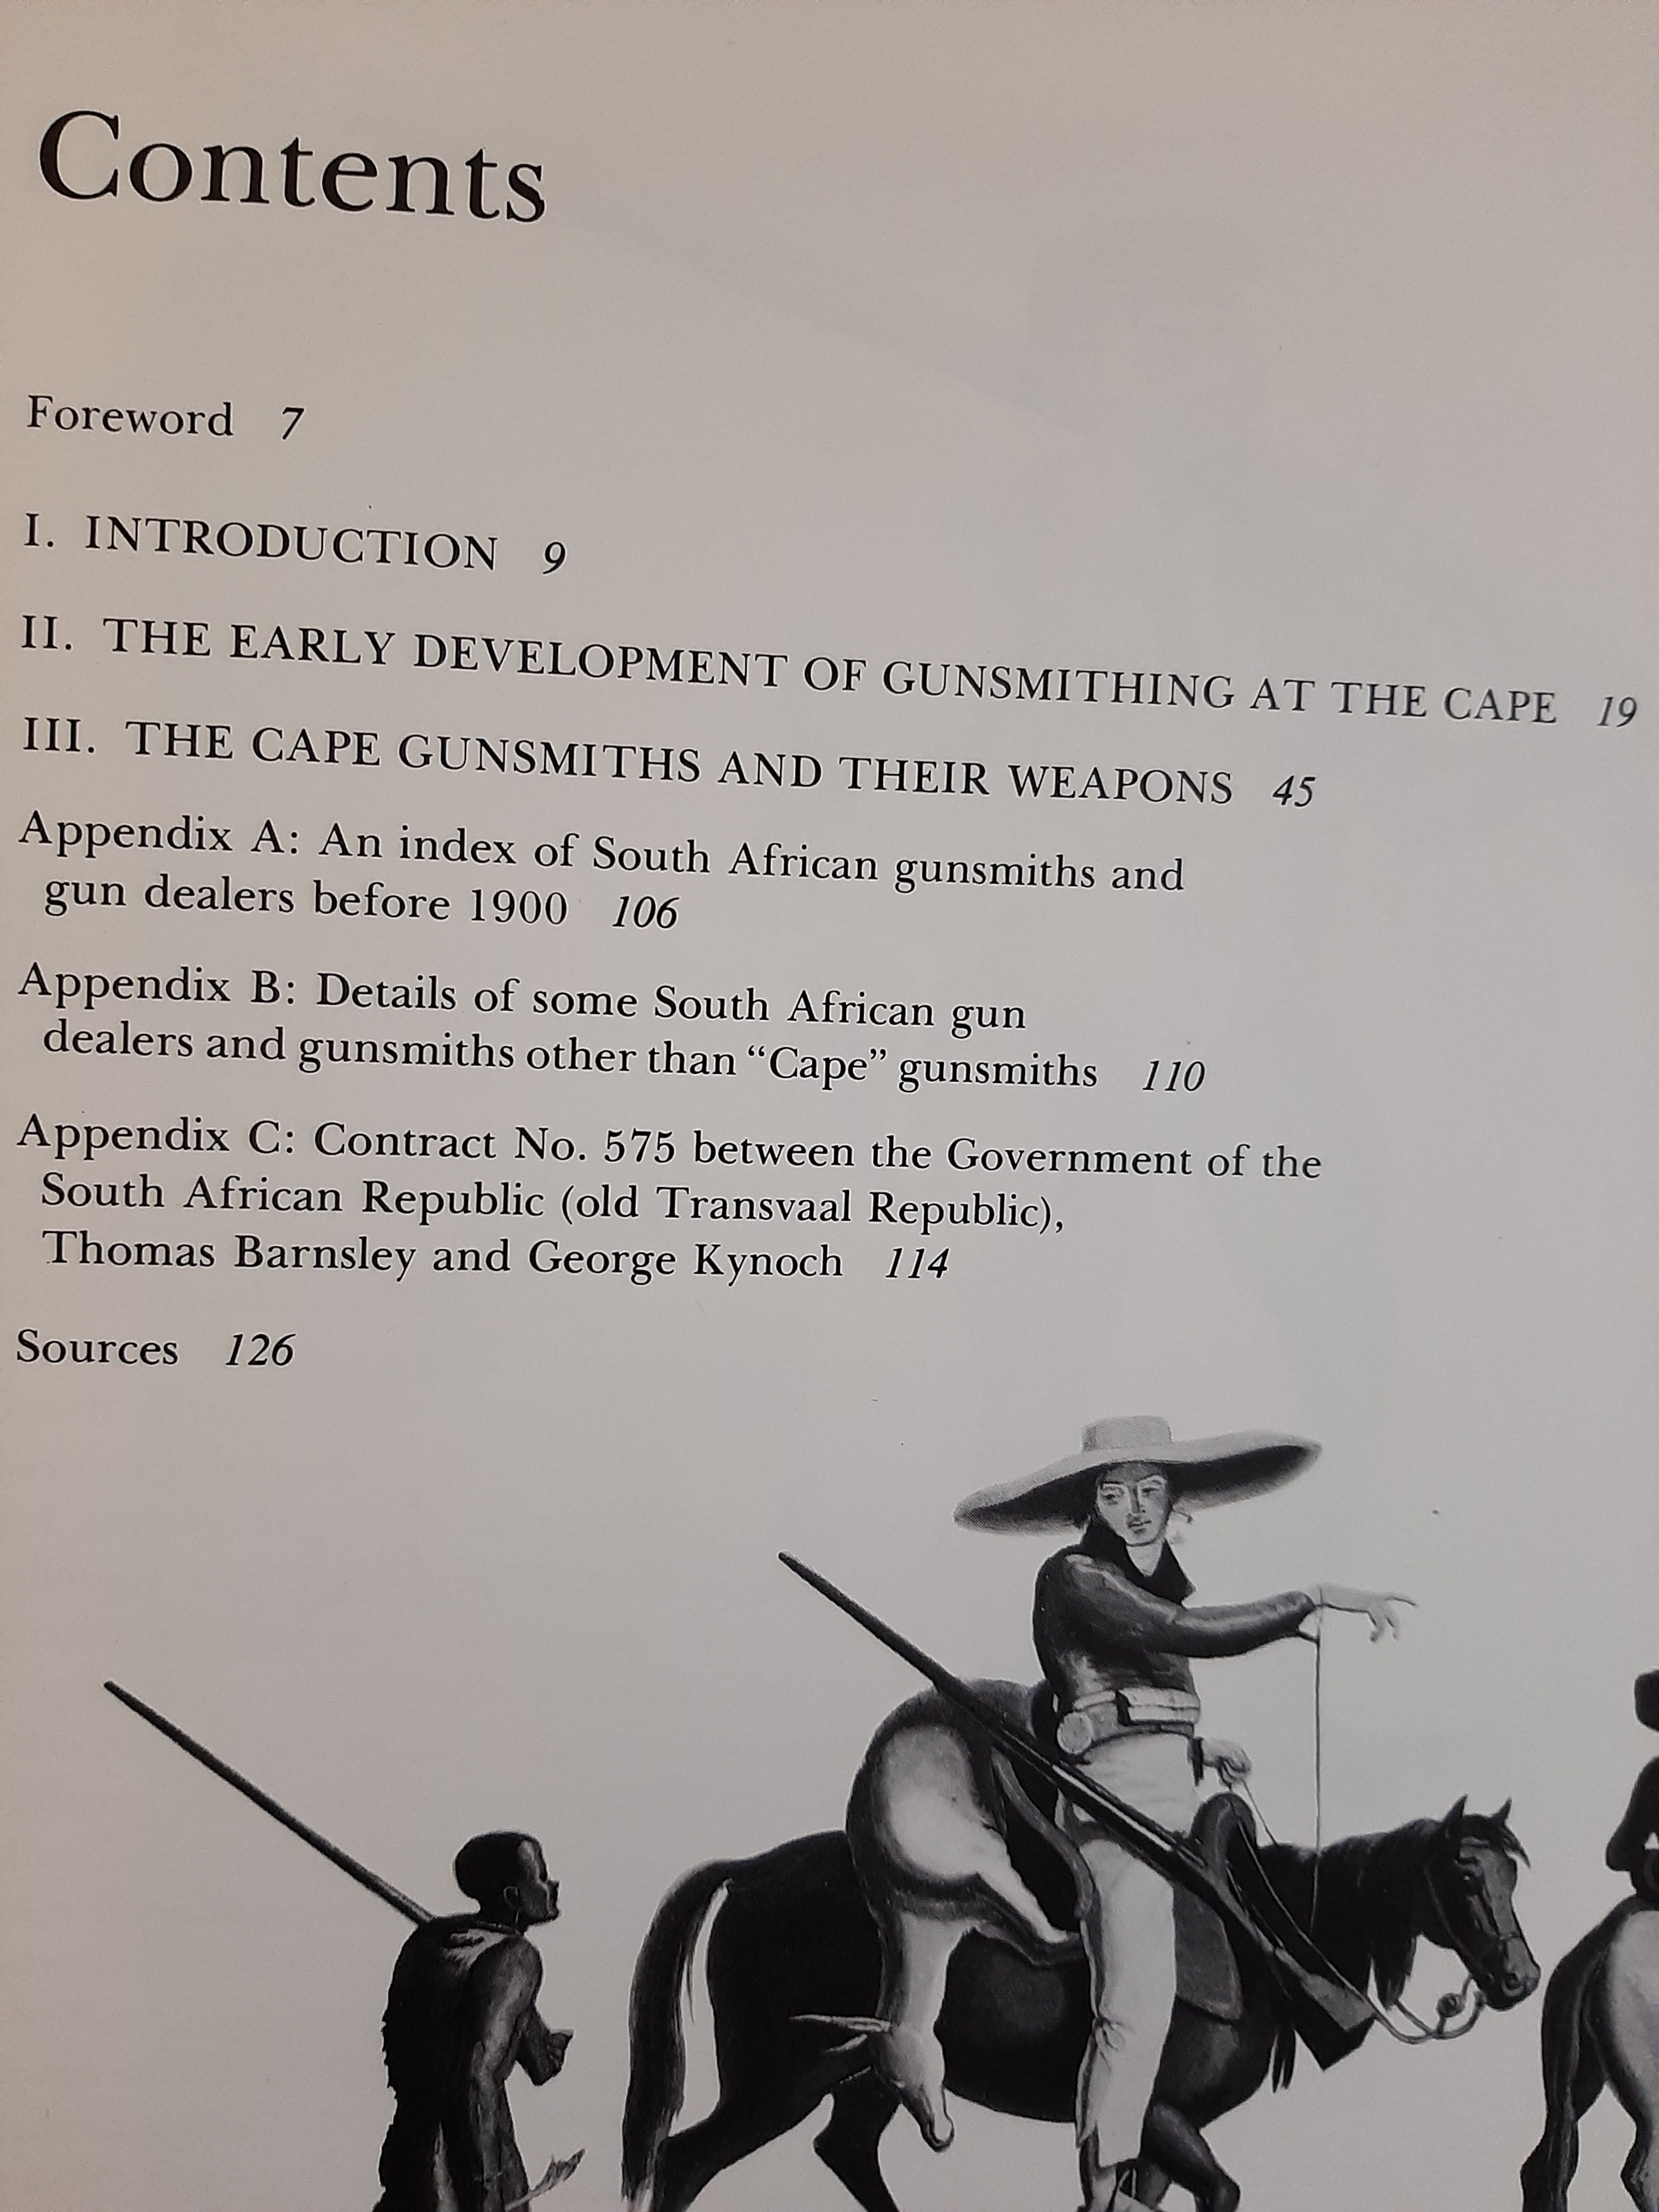 Contents
Foreword 7
I. INTRODUCTION 9
II. THE EARLY DEVELOPMENT OF GUNSMITHING AT THE CAPE 19
III. THE CAPE GUNSMITHS AND THEIR WEAPONS 45
Appendix A: An index of South African gunsmiths and
gun dealers before 1900 106
Appendix B: Details of some South African gun
dealers and gunsmiths other than “Cape” gunsmiths 110
Appendix C: Contract No. 575 between the Government of the
South African Republic (old Transvaal Republic),
Thomas Barnsley and George Kynoch 114
Sources 126